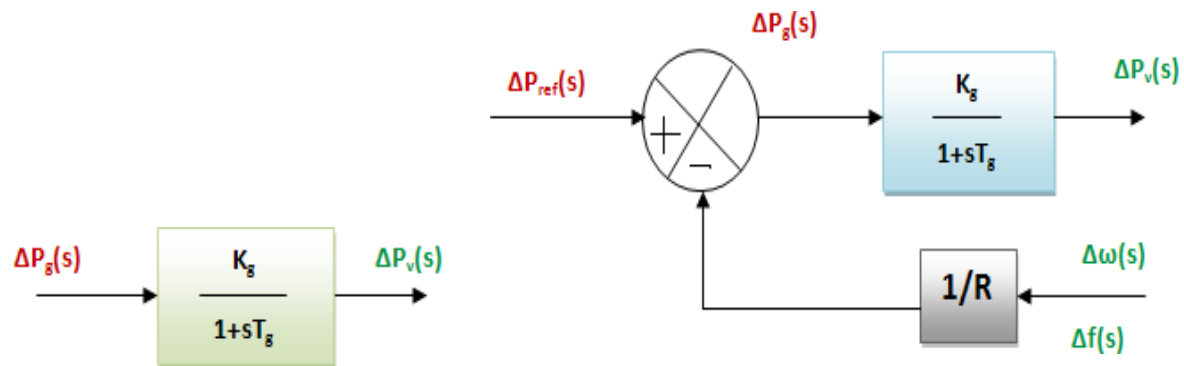 ΔPg(s)
Kg
1+sTg
ΔPv(s)
ΔPref(s)
+
−
ΔPg(s)
Kg
1+sTg
ΔPv(s)
1/R
Δω(s)
Δf(s)